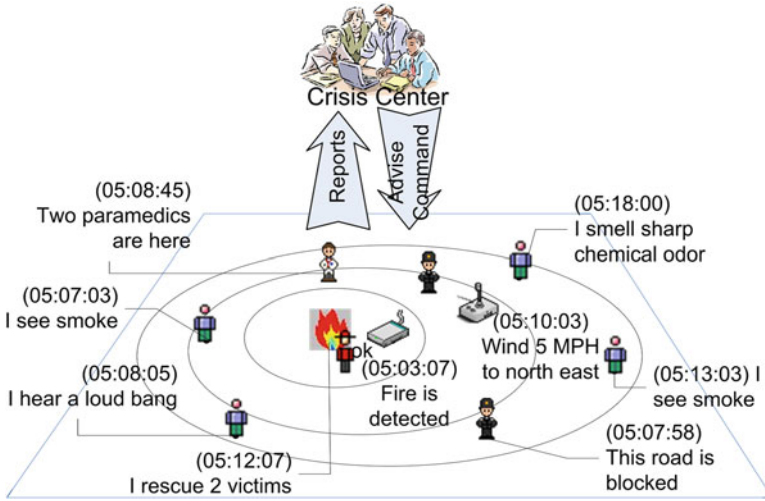 Crisis Center
Reports
Advise
Command
(05:08:45)
Two paramedics
are here
(05:18:00)
I smell sharp
chemical odor
(05:07:03)
I see smoke
ok
(05:03:07)
Fire is
detected
(05:10:03)
Wind 5 MPH
to north east
(05:08:05)
I hear a loud bang
(05:13:03) I
see smoke
(05:12:07)
I rescue 2 victims
(05:07:58)
This road is
blocked